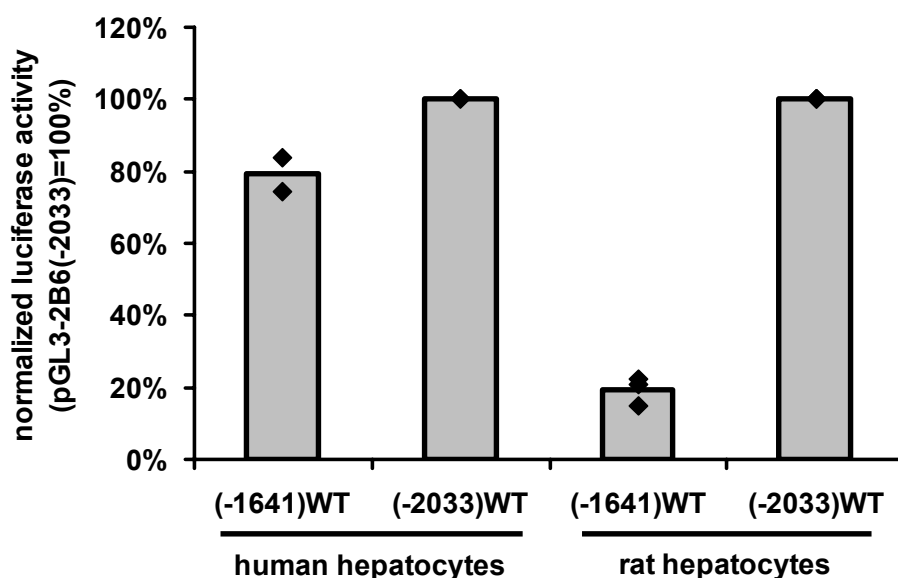 normalized luciferase activity
(pGL3-2B6(-2033)=100%)
120%
100%
80%
60%
40%
20%
0%
(-1641)WT (-2033)WT (-1641)WT (-2033)WT
human hepatocytes rat hepatocytes